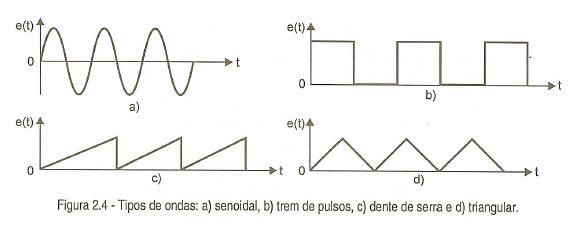 e(t)
0
t
a)
e(t)
0
t
b)
e(t)
0
t
c)
e(t)
0
t
d)
Figura 2.4 - Tipos de ondas: a) senoidal, b) trem de pulsos, c) dente de serra e d) triangular.